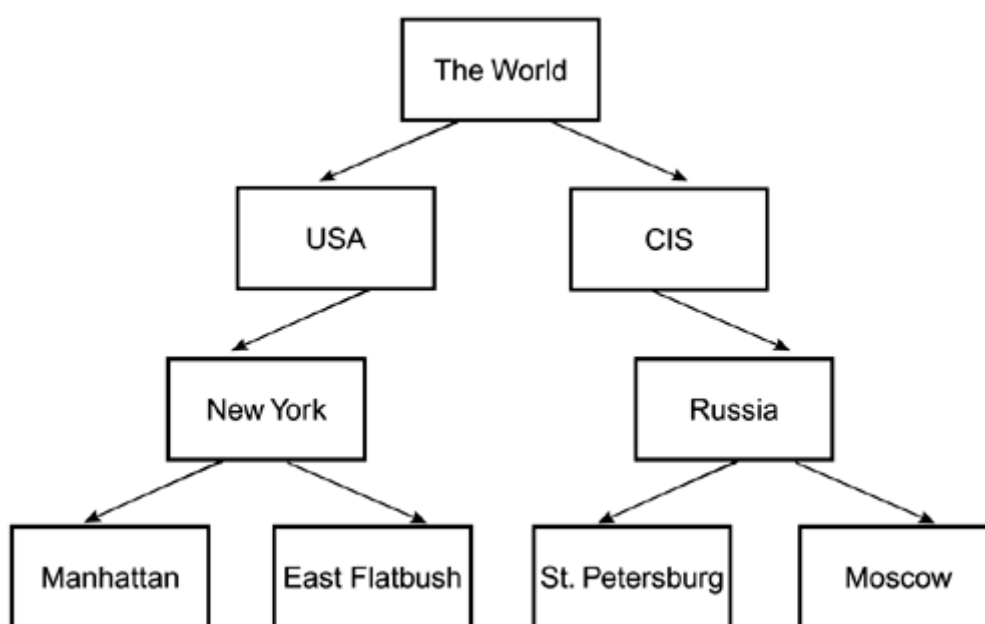 The World
USA
CIS
New York
Russia
Manhattan
East Flatbush
St. Petersburg
Moscow